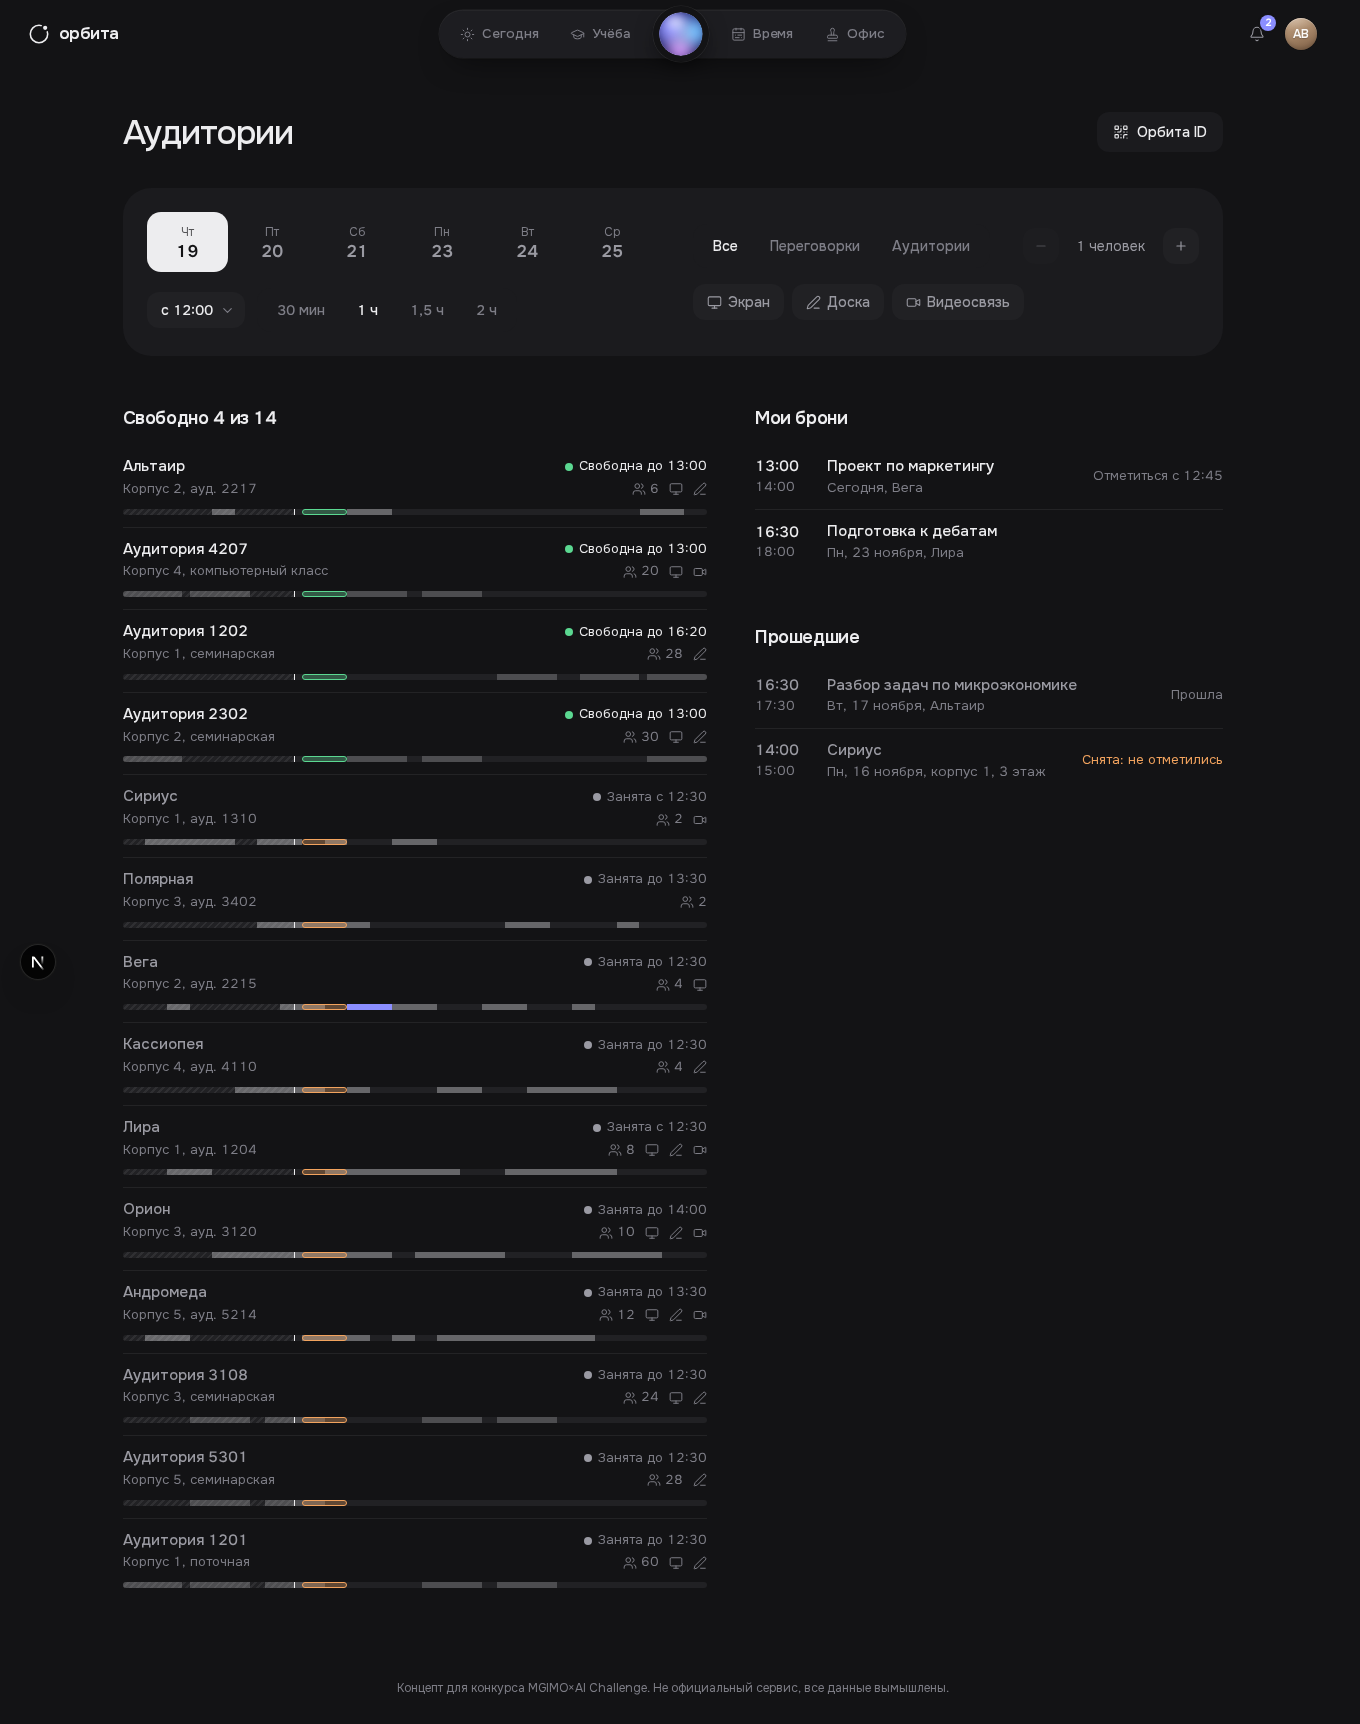 орбита
Сегодня
Учёба
Время
Офис
2
АВ
Аудитории
Орбита ID
Чт
19
Пт
20
Сб
21
Пн
23
Вт
24
Ср
25
Все
Переговорки
Аудитории
1 человек
с 12:00
30 мин
1 ч
1,5 ч
2 ч
Экран
Доска
Видеосвязь
Свободно 4 из 14
Альтаир
Свободна до 13:00
Корпус 2, ауд. 2217
6
Аудитория 4207
Свободна до 13:00
Корпус 4, компьютерный класс
20
Аудитория 1202
Свободна до 16:20
Корпус 1, семинарская
28
Аудитория 2302
Свободна до 13:00
Корпус 2, семинарская
30
Сириус
Занята с 12:30
Корпус 1, ауд. 1310
2
Полярная
Занята до 13:30
Корпус 3, ауд. 3402
2
Вега
Занята до 12:30
Корпус 2, ауд. 2215
4
Кассиопея
Занята до 12:30
Корпус 4, ауд. 4110
4
Лира
Занята с 12:30
Корпус 1, ауд. 1204
8
Орион
Занята до 14:00
Корпус 3, ауд. 3120
10
Андромеда
Занята до 13:30
Корпус 5, ауд. 5214
12
Аудитория 3108
Занята до 12:30
Корпус 3, семинарская
24
Аудитория 5301
Занята до 12:30
Корпус 5, семинарская
28
Аудитория 1201
Занята до 12:30
Корпус 1, поточная
60
Мои брони
13:00
Проект по маркетингу
14:00
Сегодня, Вега
Отметиться с 12:45
16:30
Подготовка к дебатам
18:00
Пн, 23 ноября, Лира
Прошедшие
16:30
Разбор задач по микроэкономике
17:30
Вт, 17 ноября, Альтаир
Прошла
14:00
Сириус
15:00
Пн, 16 ноября, корпус 1, 3 этаж
Снята: не отметились
N
Концепт для конкурса MGIMO×AI Challenge. Не официальный сервис, все данные вымышлены.